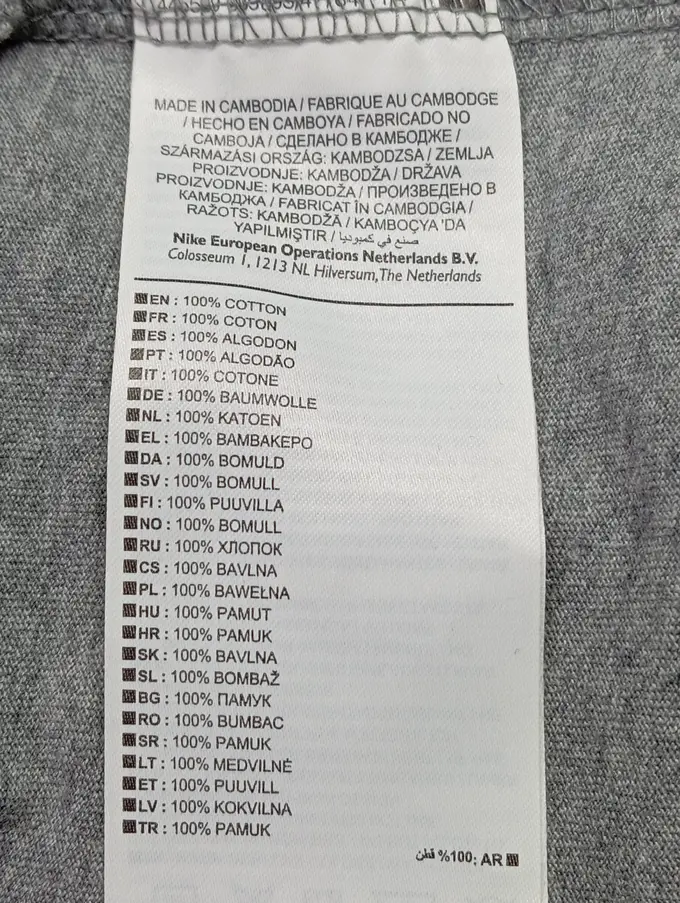 MADE IN CAMBODIA / FABRIQUE AU CAMBODGE
/ HECHO EN CAMBOYA / FABRICADO NO
CAMBOJA / СДЕЛАНО В КАМБОДЖЕ /
SZÁRMAZÁSI ORSZÁG: KAMBODZSA / ZEMLJA
PROIZVODNJE: KAMBODŽA / DRŽAVA
PROIZVODNJE: KAMBODŽA / ПРОИЗВЕДЕНО В
КАМБОДЖА / FABRICAT ÎN CAMBODGIA /
RAŽOTS: KAMBODŽĀ / KAMBOÇYA 'DA
YAPILMIŞTIR / صنع في كمبوديا
Nike European Operations Netherlands B.V.
Colosseum 1, 1213 NL Hilversum, The Netherlands
EN : 100% COTTON
FR : 100% COTON
ES : 100% ALGODON
PT : 100% ALGODÃO
IT : 100% COTONE
DE : 100% BAUMWOLLE
NL : 100% KATOEN
EL : 100% ΒΑΜΒΑΚΕΡΟ
DA : 100% BOMULD
SV : 100% BOMULL
FI : 100% PUUVILLA
NO : 100% BOMULL
RU : 100% ХЛОПОК
CS : 100% BAVLNA
PL : 100% BAWEŁNA
HU : 100% PAMUT
HR : 100% PAMUK
SK : 100% BAVLNA
SL : 100% BOMBAŽ
BG : 100% ПАМУК
RO : 100% BUMBAC
SR : 100% PAMUK
LT : 100% MEDVILNĖ
ET : 100% PUUVILL
LV : 100% KOKVILNA
TR : 100% PAMUK
قطن %100: AR